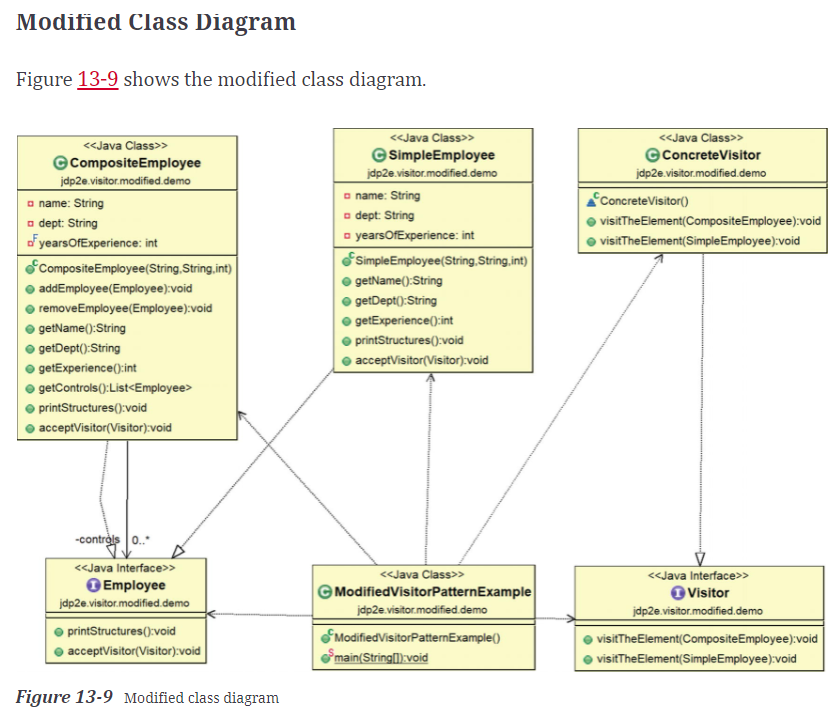 Modified Class Diagram
Figure 13-9 shows the modified class diagram.
<<Java Class>>
CompositeEmployee
jdp2e.visitor.modified.demo
name: String
dept: String
yearsOfExperience: int
CompositeEmployee(String,String,int)
addEmployee(Employee):void
removeEmployee(Employee):void
getName():String
getDept():String
getExperience():int
getControls():List<Employee>
printStructures():void
acceptVisitor(Visitor):void
<<Java Class>>
SimpleEmployee
jdp2e.visitor.modified.demo
name: String
dept: String
yearsOfExperience: int
SimpleEmployee(String,String,int)
getName():String
getDept():String
getExperience():int
printStructures():void
acceptVisitor(Visitor):void
<<Java Class>>
ConcreteVisitor
jdp2e.visitor.modified.demo
ConcreteVisitor()
visitTheElement(CompositeEmployee):void
visitTheElement(SimpleEmployee):void
-controls 0..*
<<Java Interface>>
Employee
jdp2e.visitor.modified.demo
printStructures():void
acceptVisitor(Visitor):void
<<Java Class>>
ModifiedVisitorPatternExample
jdp2e.visitor.modified.demo
ModifiedVisitorPatternExample()
main(String[]):void
<<Java Interface>>
Visitor
jdp2e.visitor.modified.demo
visitTheElement(CompositeEmployee):void
visitTheElement(SimpleEmployee):void
Figure 13-9 Modified class diagram